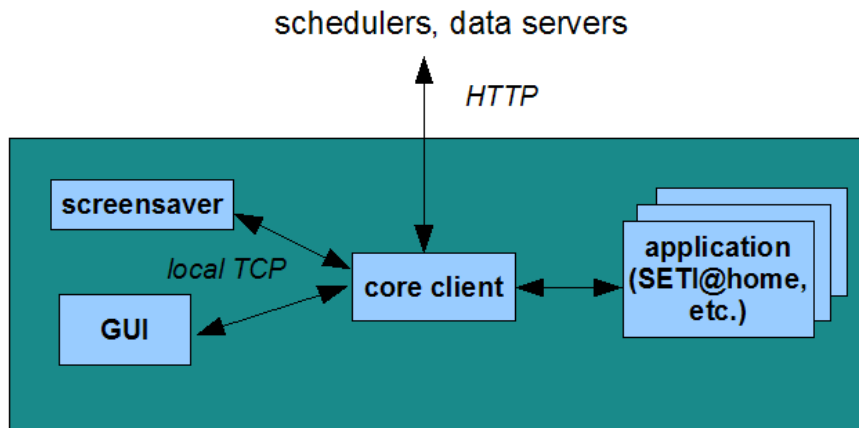 schedulers, data servers
HTTP
screensaver
local TCP
GUI
core client
application
(SETI@home,
etc.)